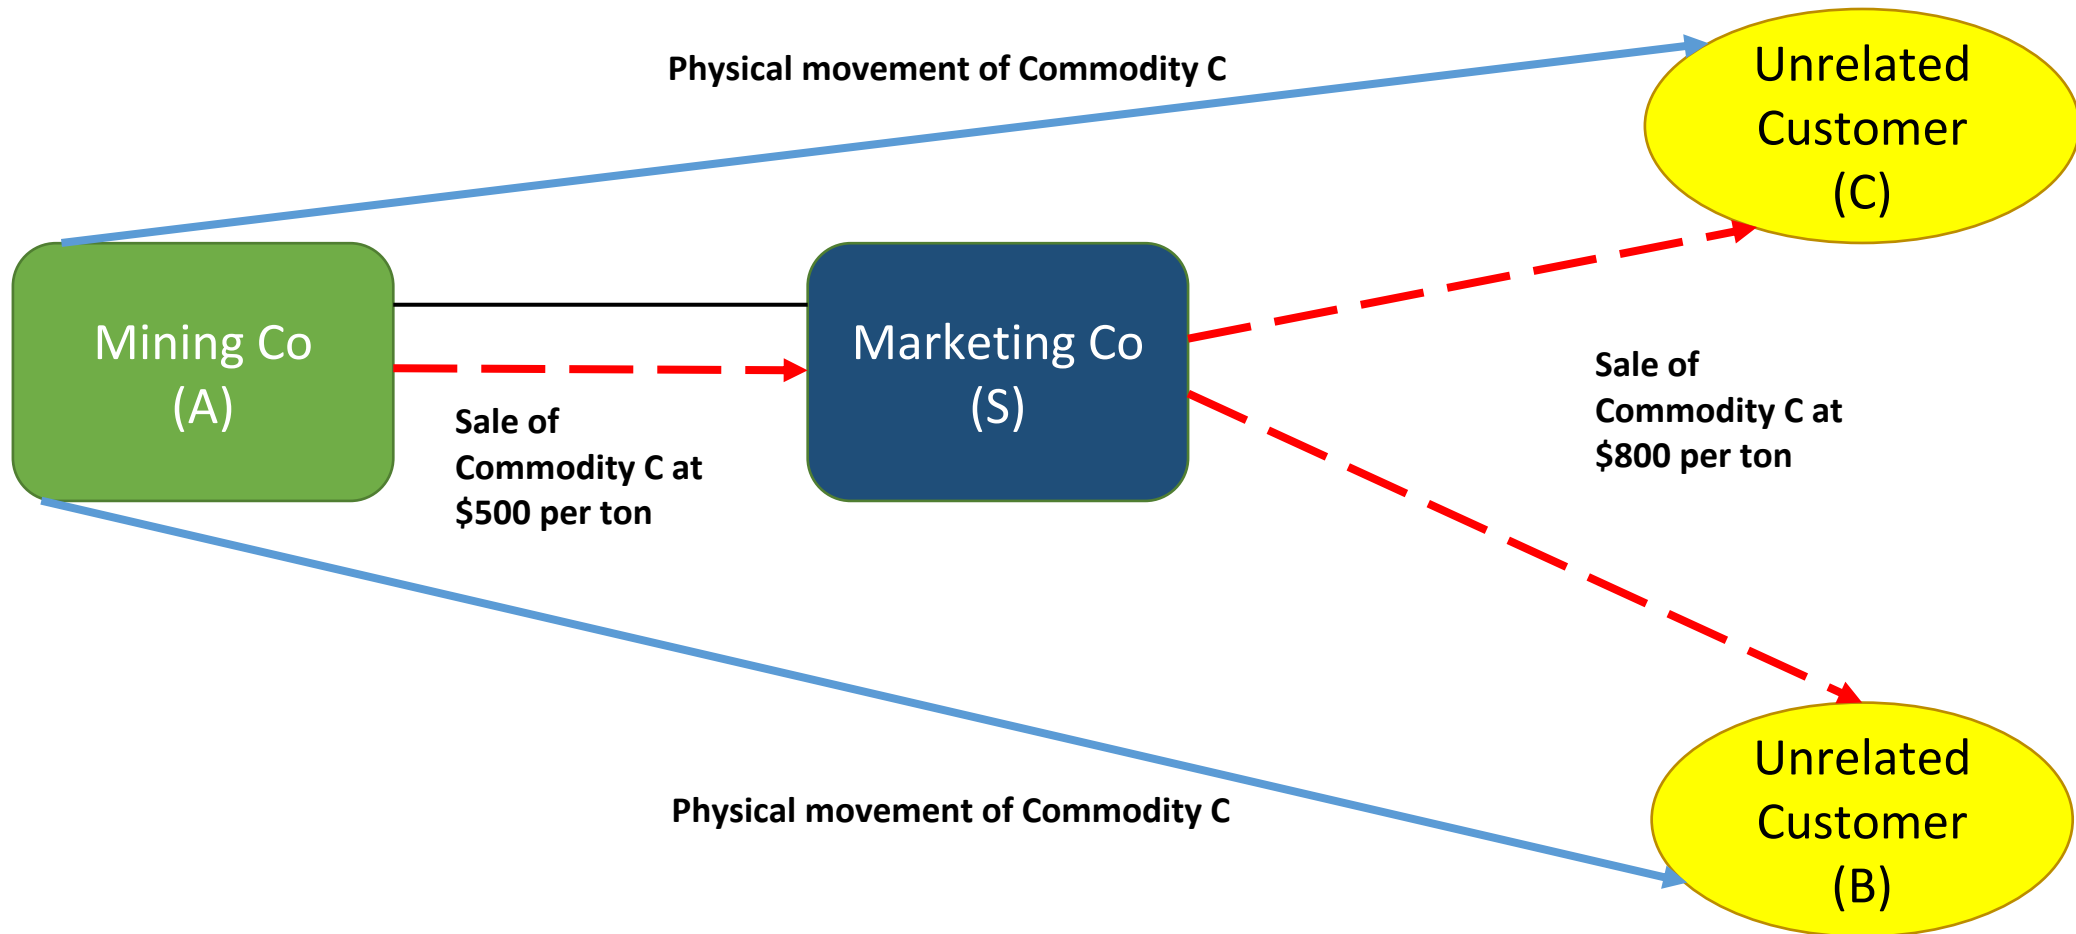 Physical movement of Commodity C
Unrelated
Customer
(C)
Mining Co
(A)
Marketing Co
(S)
Sale of
Commodity C at
$500 per ton
Sale of
Commodity C at
$800 per ton
Physical movement of Commodity C
Unrelated
Customer
(B)